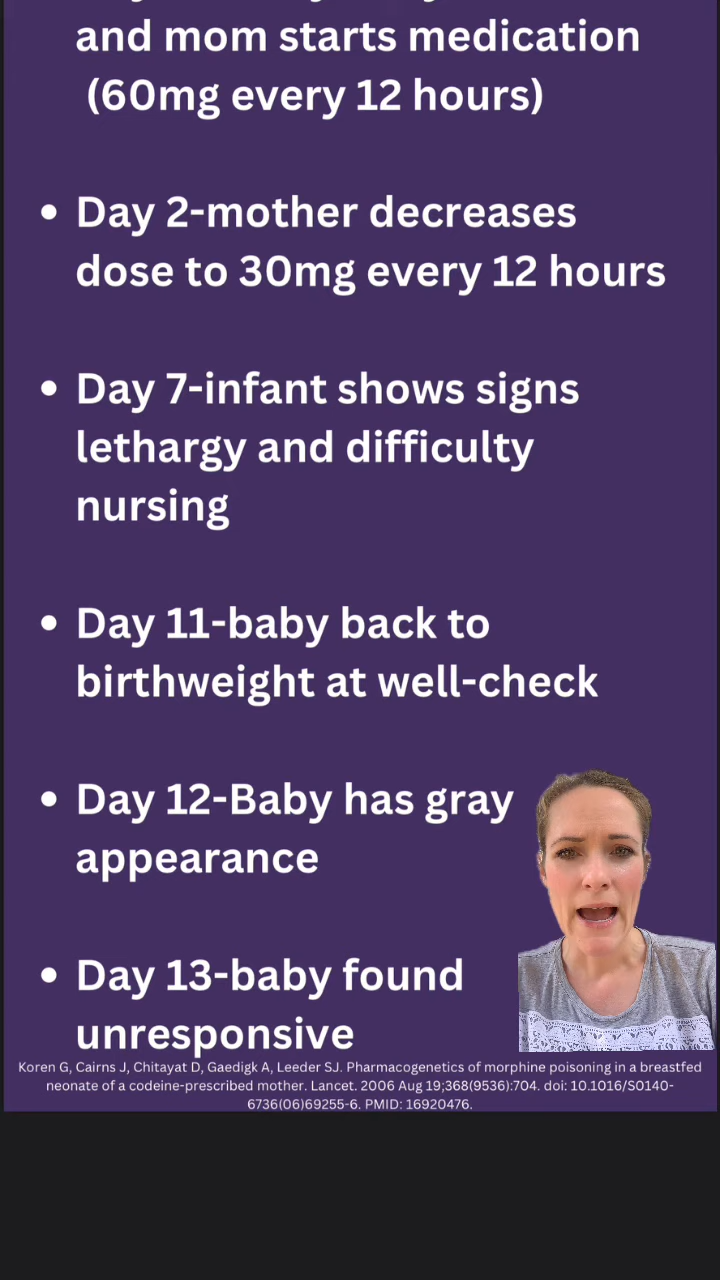 and mom starts medication
(60mg every 12 hours)
• Day 2-mother decreases
dose to 30mg every 12 hours
• Day 7-infant shows signs
lethargy and difficulty
nursing
• Day 11-baby back to
birthweight at well-check
• Day 12-Baby has gray
appearance
• Day 13-baby found
unresponsive
Koren G, Cairns J, Chitayat D, Gaedigk A, Leeder SJ. Pharmacogenetics of morphine poisoning in a breastfed
neonate of a codeine-prescribed mother. Lancet. 2006 Aug 19;368(9536):704. doi: 10.1016/S0140-
6736(06)69255-6. PMID: 16920476.